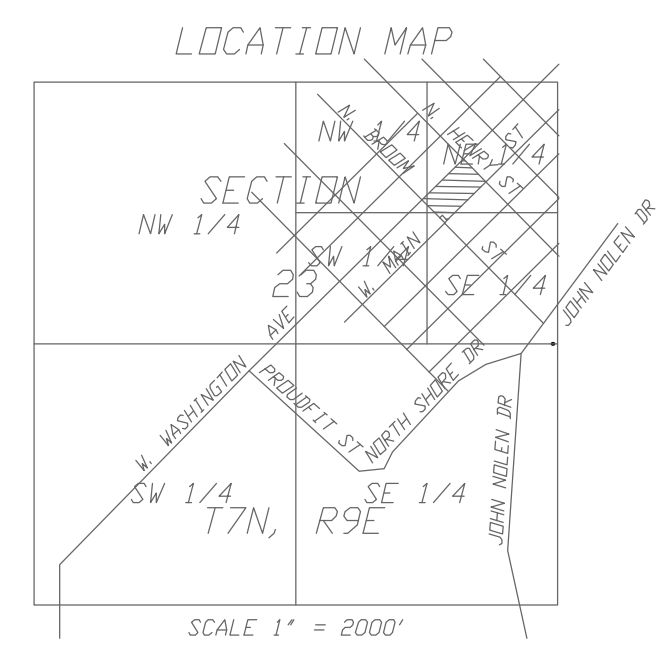 LOCATION MAP
NW 1/4
N. BROOM
ST
N. HENRY ST
W. MAIN
ST
NE 1/4
SECTION
23
NW 1/4
SW 1/4
SE 1/4
JOHN NOLEN DR
W. WASHINGTON AVE
PROUDFIT ST
NORTH SHORE DR
JOHN NOLEN DR
SW 1/4
SE 1/4
T7N, R9E
SCALE 1" = 2000'